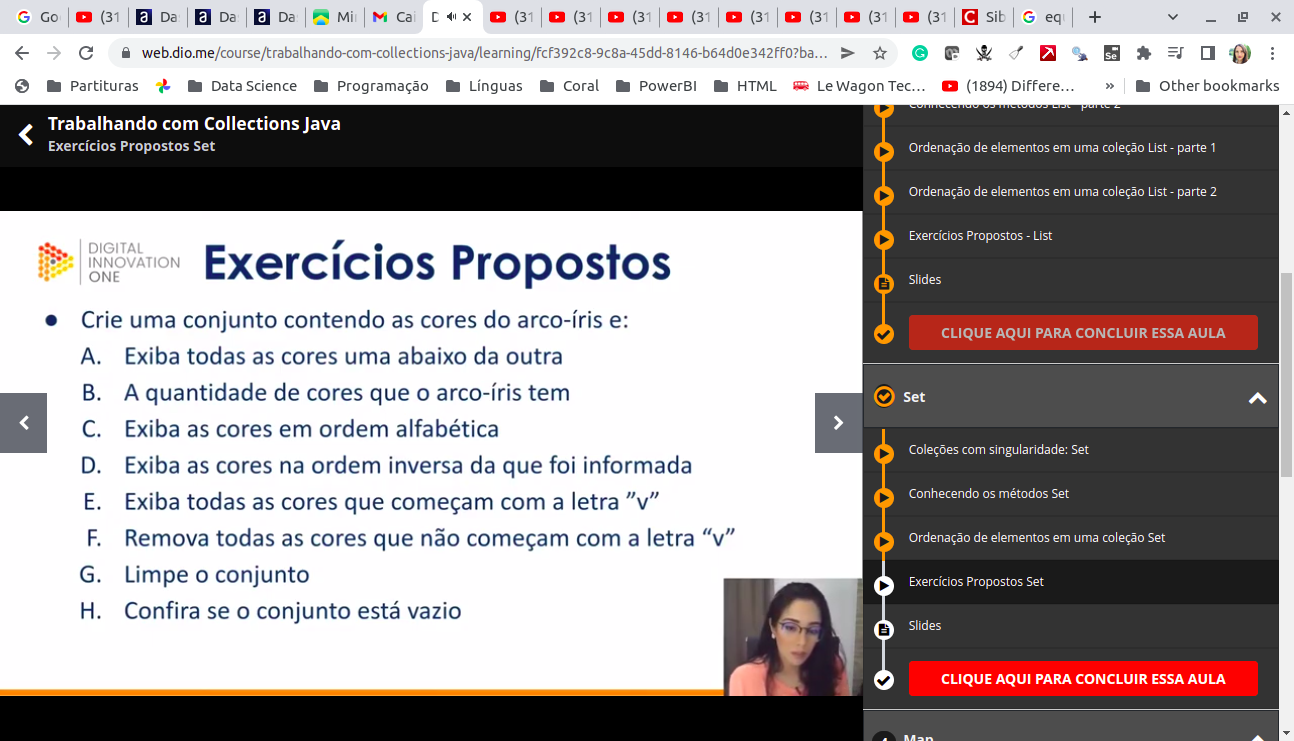 Go
(31
Da
Da
Da
Mi
Cai
D
(31
(31
(31
(31
(31
(31
(31
(31
Sib
equ
web.dio.me/course/trabalhando-com-collections-java/learning/fcf392c8-9c8a-45dd-8146-b64d0e342ff0?ba...
Partituras
Data Science
Programação
Línguas
Coral
PowerBI
HTML
Le Wagon Tec...
(1894) Differe...
»
Other bookmarks
Trabalhando com Collections Java
Exercícios Propostos Set
DIGITAL
INNOVATION
ONE
Exercícios Propostos
• Crie uma conjunto contendo as cores do arco-íris e:
A. Exiba todas as cores uma abaixo da outra
B. A quantidade de cores que o arco-íris tem
C. Exiba as cores em ordem alfabética
D. Exiba as cores na ordem inversa da que foi informada
E. Exiba todas as cores que começam com a letra ”v”
F. Remova todas as cores que não começam com a letra “v”
G. Limpe o conjunto
H. Confira se o conjunto está vazio
Conhecendo os métodos List - parte 2
Ordenação de elementos em uma coleção List - parte 1
Ordenação de elementos em uma coleção List - parte 2
Exercícios Propostos - List
Slides
CLIQUE AQUI PARA CONCLUIR ESSA AULA
Set
Coleções com singularidade: Set
Conhecendo os métodos Set
Ordenação de elementos em uma coleção Set
Exercícios Propostos Set
Slides
CLIQUE AQUI PARA CONCLUIR ESSA AULA
4 Map